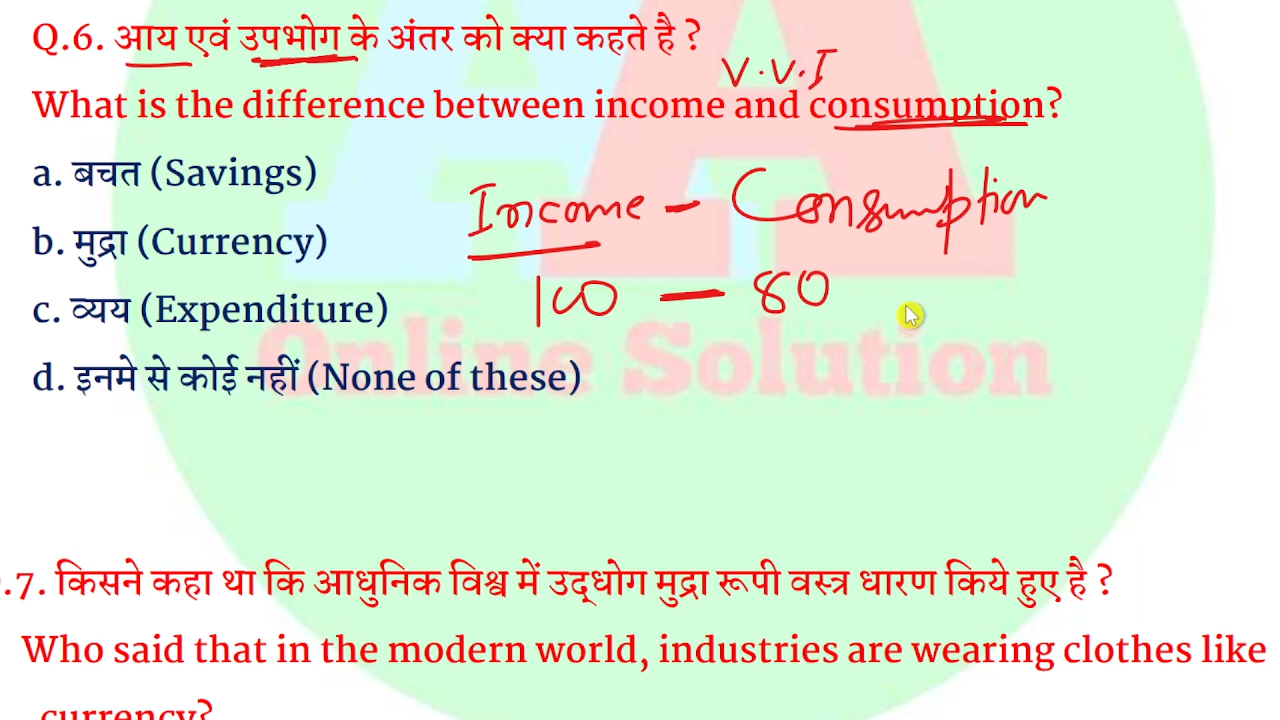 Q.6. आय एवं उपभोग के अंतर को क्या कहते है ?
V.V.I
What is the difference between income and consumption?
a. बचत (Savings)
Income - Consumption
b. मुद्रा (Currency)
100 - 80
c. व्यय (Expenditure)
d. इनमे से कोई नहीं (None of these)
AA
Online Solution
.7. किसने कहा था कि आधुनिक विश्व में उद्धोग मुद्रा रूपी वस्त्र धारण किये हुए है ?
Who said that in the modern world, industries are wearing clothes like
currency?